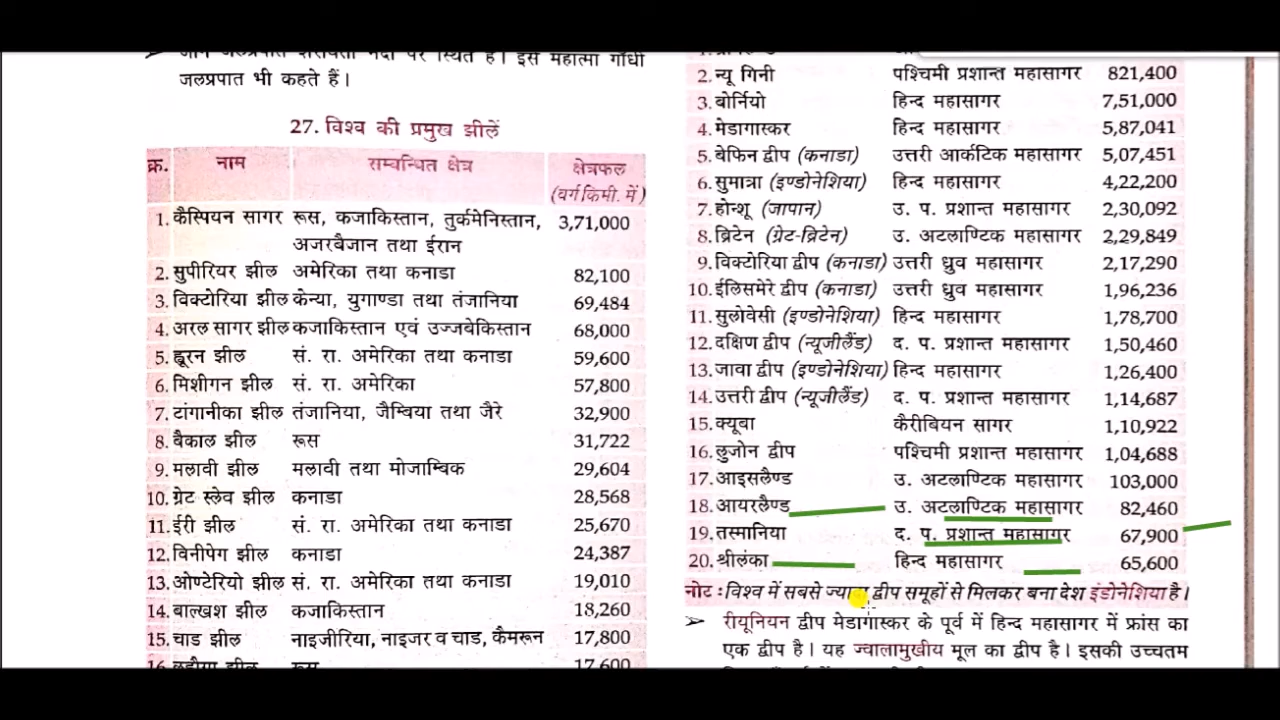 जलप्रपात भी कहते हैं।
27. विश्व की प्रमुख झीलें
क्र. नाम सम्बन्धित क्षेत्र क्षेत्रफल
(वर्ग किमी. में)
1. कैस्पियन सागर रूस, कजाकिस्तान, तुर्कमेनिस्तान, 3,71,000
अजरबैजान तथा ईरान
2. सुपीरियर झील अमेरिका तथा कनाडा 82,100
3. विक्टोरिया झील केन्या, युगाण्डा तथा तंजानिया 69,484
4. अरल सागर झील कजाकिस्तान एवं उज्जबेकिस्तान 68,000
5. ह्यूरन झील सं. रा. अमेरिका तथा कनाडा 59,600
6. मिशीगन झील सं. रा. अमेरिका 57,800
7. टांगानीका झील तंजानिया, जैम्बिया तथा जैरे 32,900
8. बैकाल झील रूस 31,722
9. मलावी झील मलावी तथा मोजाम्बिक 29,604
10. ग्रेट स्लेव झील कनाडा 28,568
11. ईरी झील सं. रा. अमेरिका तथा कनाडा 25,670
12. विनीपेग झील कनाडा 24,387
13. ओण्टेरियो झील सं. रा. अमेरिका तथा कनाडा 19,010
14. बाल्खश झील कजाकिस्तान 18,260
15. चाड झील नाइजीरिया, नाइजर व चाड, कैमरून 17,800
16. रूस 17,600
2. न्यू गिनी पश्चिमी प्रशान्त महासागर 821,400
3. बोर्नियो हिन्द महासागर 7,51,000
4. मेडागास्कर हिन्द महासागर 5,87,041
5. बेफिन द्वीप (कनाडा) उत्तरी आर्कटिक महासागर 5,07,451
6. सुमात्रा (इण्डोनेशिया) हिन्द महासागर 4,22,200
7. होन्शू (जापान) उ. प. प्रशान्त महासागर 2,30,092
8. ब्रिटेन (ग्रेट-ब्रिटेन) उ. अटलाण्टिक महासागर 2,29,849
9. विक्टोरिया द्वीप (कनाडा) उत्तरी ध्रुव महासागर 2,17,290
10. ईलिसमेरे द्वीप (कनाडा) उत्तरी ध्रुव महासागर 1,96,236
11. सुलोवेसी (इण्डोनेशिया) हिन्द महासागर 1,78,700
12. दक्षिण द्वीप (न्यूजीलैंड) द. प. प्रशान्त महासागर 1,50,460
13. जावा द्वीप (इण्डोनेशिया) हिन्द महासागर 1,26,400
14. उत्तरी द्वीप (न्यूजीलैंड) द. प. प्रशान्त महासागर 1,14,687
15. क्यूबा कैरीबियन सागर 1,10,922
16. लुजोन द्वीप पश्चिमी प्रशान्त महासागर 1,04,688
17. आइसलैण्ड उ. अटलाण्टिक महासागर 103,000
18. आयरलैण्ड उ. अटलाण्टिक महासागर 82,460
19. तस्मानिया द. प. प्रशान्त महासागर 67,900
20. श्रीलंका हिन्द महासागर 65,600
नोट : विश्व में सबसे द्वीप समूहों से मिलकर बना देश इंडोनेशिया है।
➢ रीयूनियन द्वीप मेडागास्कर के पूर्व में हिन्द महासागर में फ्रांस का
एक द्वीप है। यह ज्वालामुखीय मूल का द्वीप है। इसकी उच्चतम